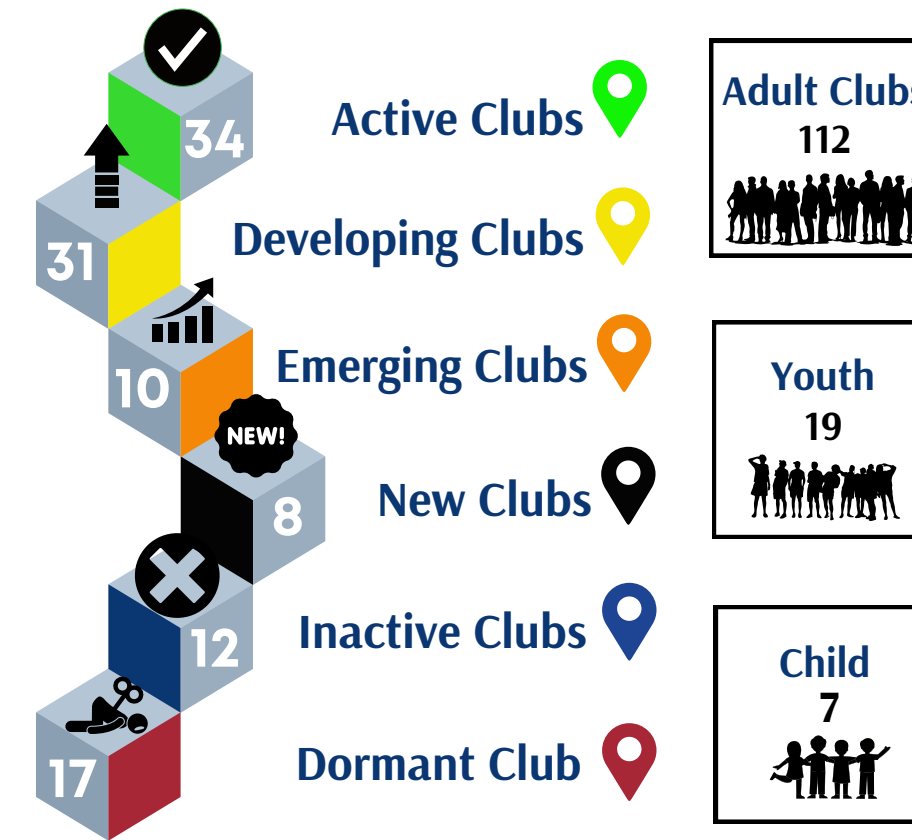 34
Active Clubs
31
Developing Clubs
10
Emerging Clubs
NEW!
8
New Clubs
12
Inactive Clubs
17
Dormant Club
Adult Clubs
112
Youth
19
Child
7